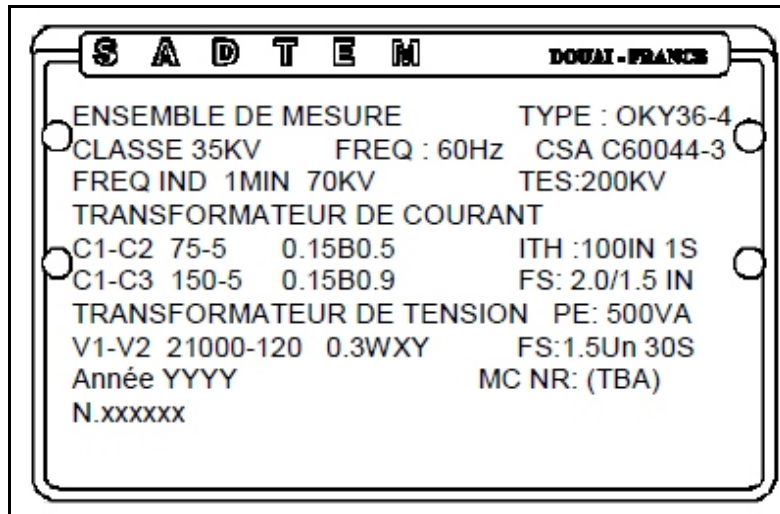 SADTEM DOUAI - FRANCE
ENSEMBLE DE MESURE TYPE : OKY36-4
CLASSE 35KV FREQ : 60Hz CSA C60044-3
FREQ IND 1MIN 70KV TES:200KV
TRANSFORMATEUR DE COURANT
C1-C2 75-5 0.15B0.5 ITH :100IN 1S
C1-C3 150-5 0.15B0.9 FS: 2.0/1.5 IN
TRANSFORMATEUR DE TENSION PE: 500VA
V1-V2 21000-120 0.3WXY FS:1.5Un 30S
Année YYYY MC NR: (TBA)
N.xxxxxx